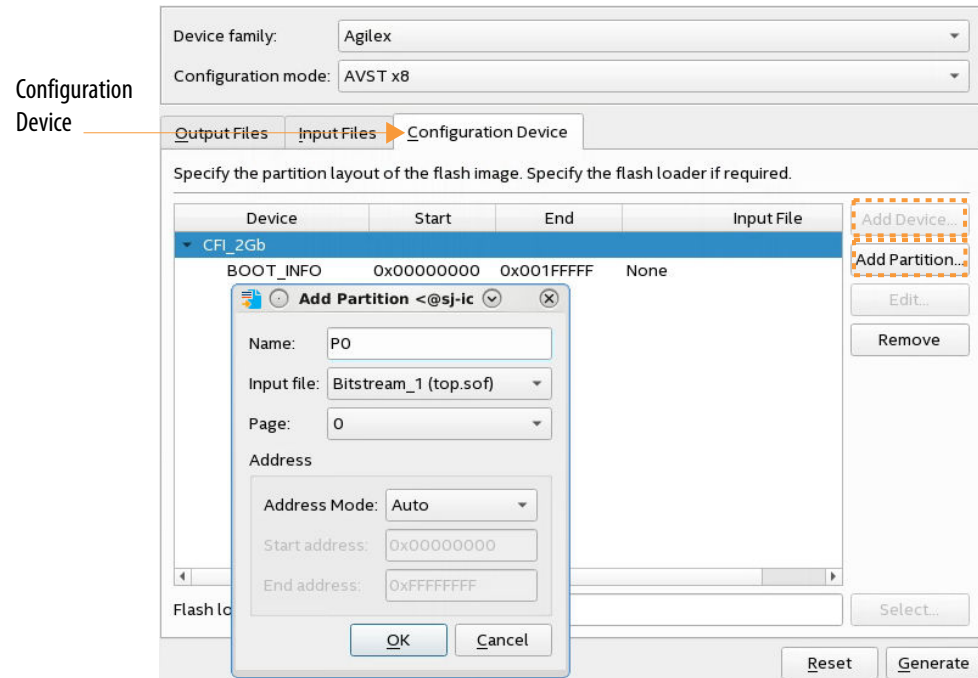 Device family: Agilex
Configuration mode: AVST x8
Configuration
Device
Output Files Input Files Configuration Device
Specify the partition layout of the flash image. Specify the flash loader if required.
Device Start End Input File
Add Device...
CFI_2Gb
Add Partition...
BOOT_INFO 0x00000000 0x001FFFFF None
Add Partition <@sj-ic
Edit...
Name: P0
Remove
Input file: Bitstream_1 (top.sof)
Page: 0
Address
Address Mode: Auto
Start address: 0x00000000
End address: 0xFFFFFFFF
Flash lo
Select...
OK Cancel
Reset Generate